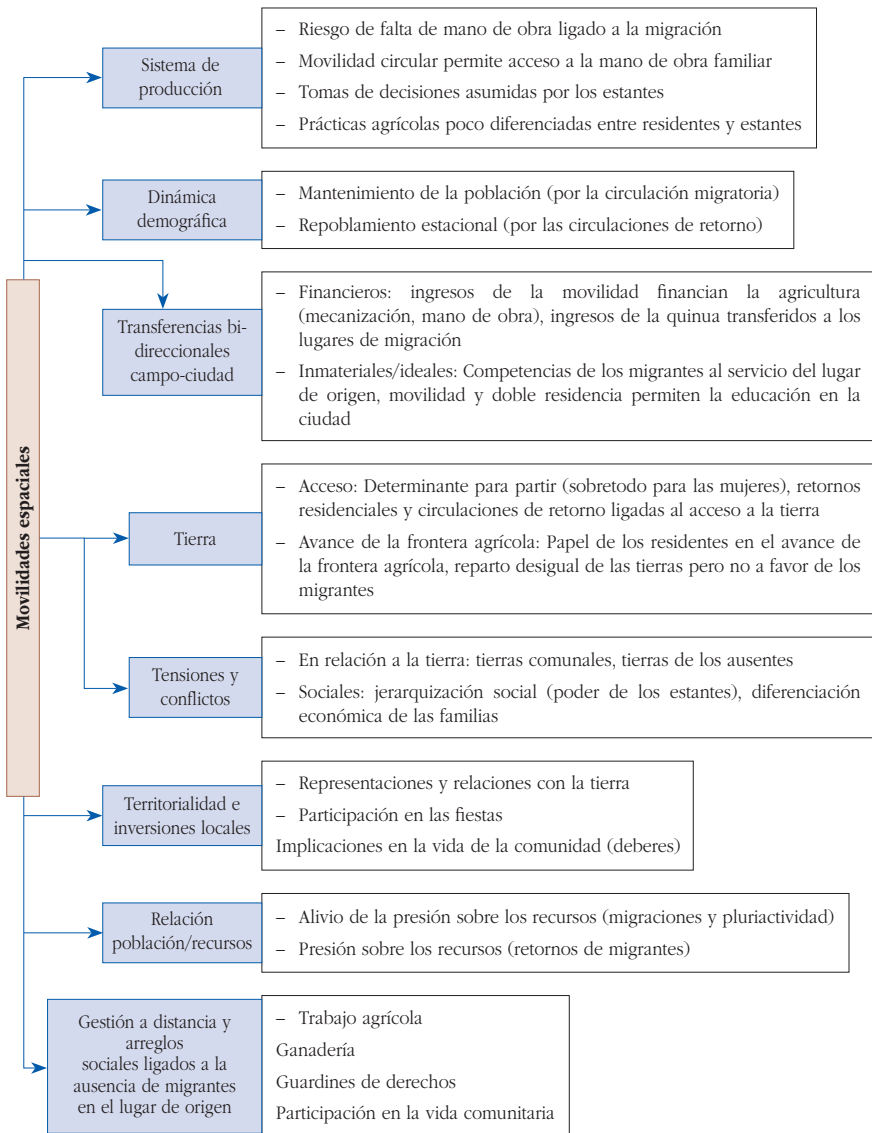 Movilidades espaciales
Sistema de
producción
– Riesgo de falta de mano de obra ligado a la migración
– Movilidad circular permite acceso a la mano de obra familiar
– Tomas de decisiones asumidas por los estantes
– Prácticas agrícolas poco diferenciadas entre residentes y estantes
Dinámica
demográfica
– Mantenimiento de la población (por la circulación migratoria)
– Repoblamiento estacional (por las circulaciones de retorno)
Transferencias bi-
direccionales
campo-ciudad
– Financieros: ingresos de la movilidad financian la agricultura
(mecanización, mano de obra), ingresos de la quinua transferidos a los
lugares de migración
– Inmateriales/ideales: Competencias de los migrantes al servicio del lugar
de origen, movilidad y doble residencia permiten la educación en la
ciudad
Tierra
– Acceso: Determinante para partir (sobretodo para las mujeres), retornos
residenciales y circulaciones de retorno ligadas al acceso a la tierra
– Avance de la frontera agrícola: Papel de los residentes en el avance de
la frontera agrícola, reparto desigual de las tierras pero no a favor de los
migrantes
Tensiones y
conflictos
– En relación a la tierra: tierras comunales, tierras de los ausentes
– Sociales: jerarquización social (poder de los estantes), diferenciación
económica de las familias
Territorialidad e
inversiones locales
– Representaciones y relaciones con la tierra
– Participación en las fiestas
Implicaciones en la vida de la comunidad (deberes)
Relación
población/recursos
– Alivio de la presión sobre los recursos (migraciones y pluriactividad)
– Presión sobre los recursos (retornos de migrantes)
Gestión a distancia y
arreglos
sociales ligados a la
ausencia de migrantes
en el lugar de origen
– Trabajo agrícola
Ganadería
Guardines de derechos
Participación en la vida comunitaria